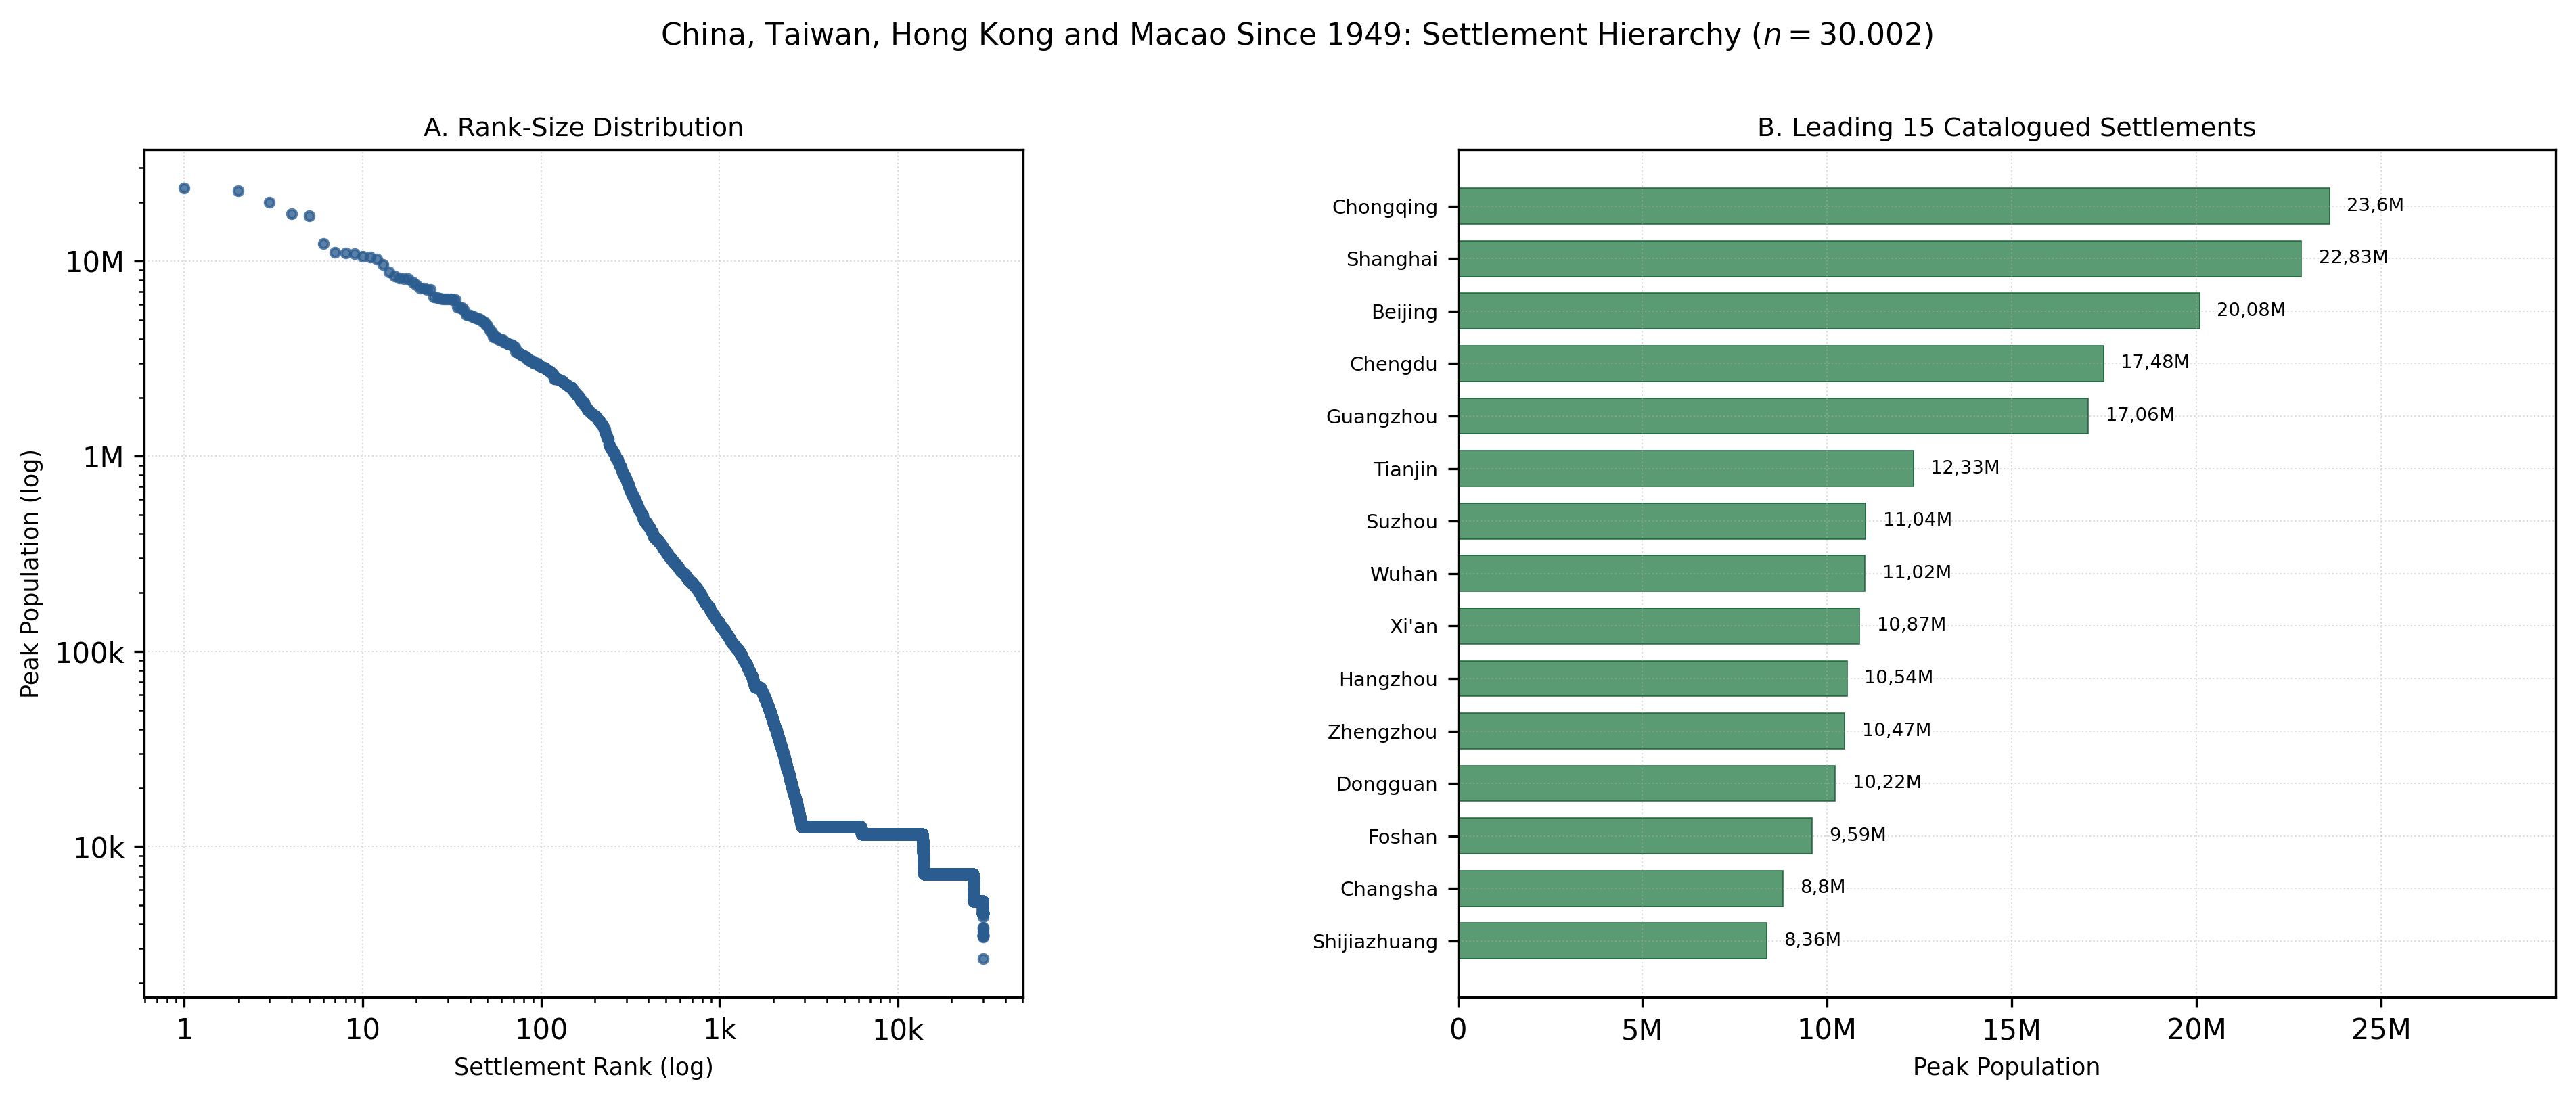 China, Taiwan, Hong Kong and Macao Since 1949: Settlement Hierarchy (n = 30.002)
A. Rank-Size Distribution
Peak Population (log)
10M
1M
100k
10k
1 10 100 1k 10k
Settlement Rank (log)
B. Leading 15 Catalogued Settlements
Chongqing 23,6M
Shanghai 22,83M
Beijing 20,08M
Chengdu 17,48M
Guangzhou 17,06M
Tianjin 12,33M
Suzhou 11,04M
Wuhan 11,02M
Xi'an 10,87M
Hangzhou 10,54M
Zhengzhou 10,47M
Dongguan 10,22M
Foshan 9,59M
Changsha 8,8M
Shijiazhuang 8,36M
0 5M 10M 15M 20M 25M
Peak Population